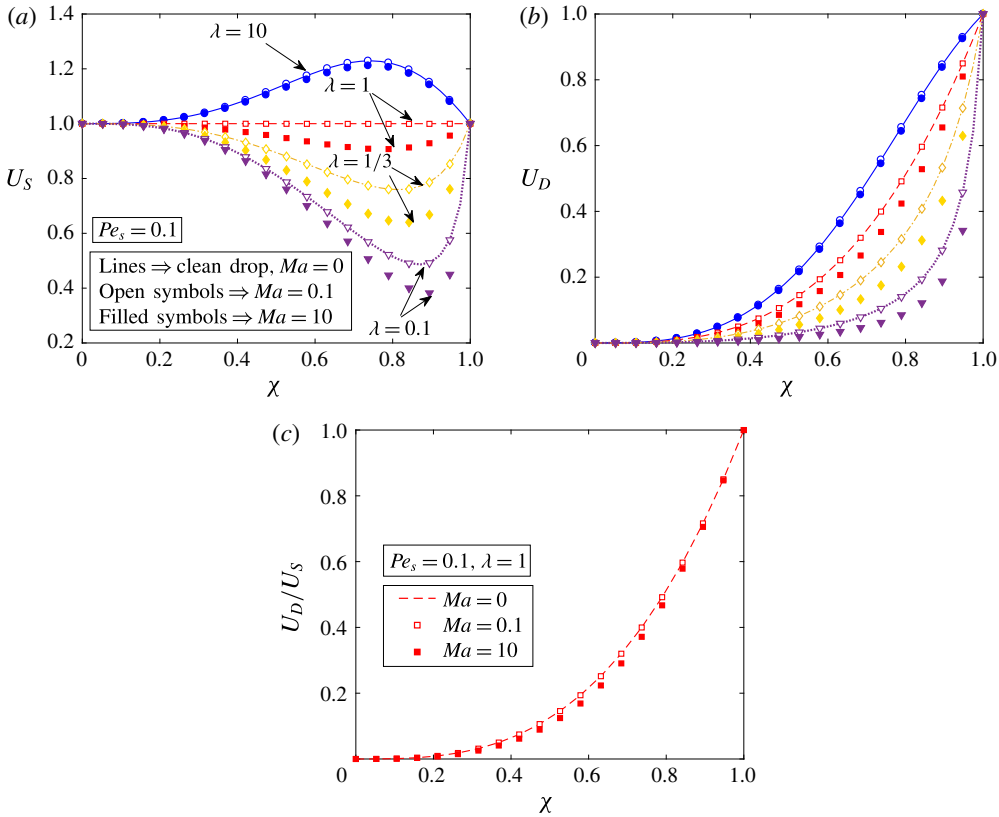 (a)
1.4
1.2
1.0
0.8
0.6
0.4
0.2
U_S
λ = 10
λ = 1
λ = 1/3
λ = 0.1
Pe_s = 0.1
Lines ⇒ clean drop, Ma = 0
Open symbols ⇒ Ma = 0.1
Filled symbols ⇒ Ma = 10
0 0.2 0.4 0.6 0.8 1.0
χ
(b)
1.0
0.8
0.6
0.4
0.2
U_D
0 0.2 0.4 0.6 0.8 1.0
χ
(c)
1.0
0.8
0.6
0.4
0.2
U_D/U_S
Pe_s = 0.1, λ = 1
Ma = 0
Ma = 0.1
Ma = 10
0 0.2 0.4 0.6 0.8 1.0
χ